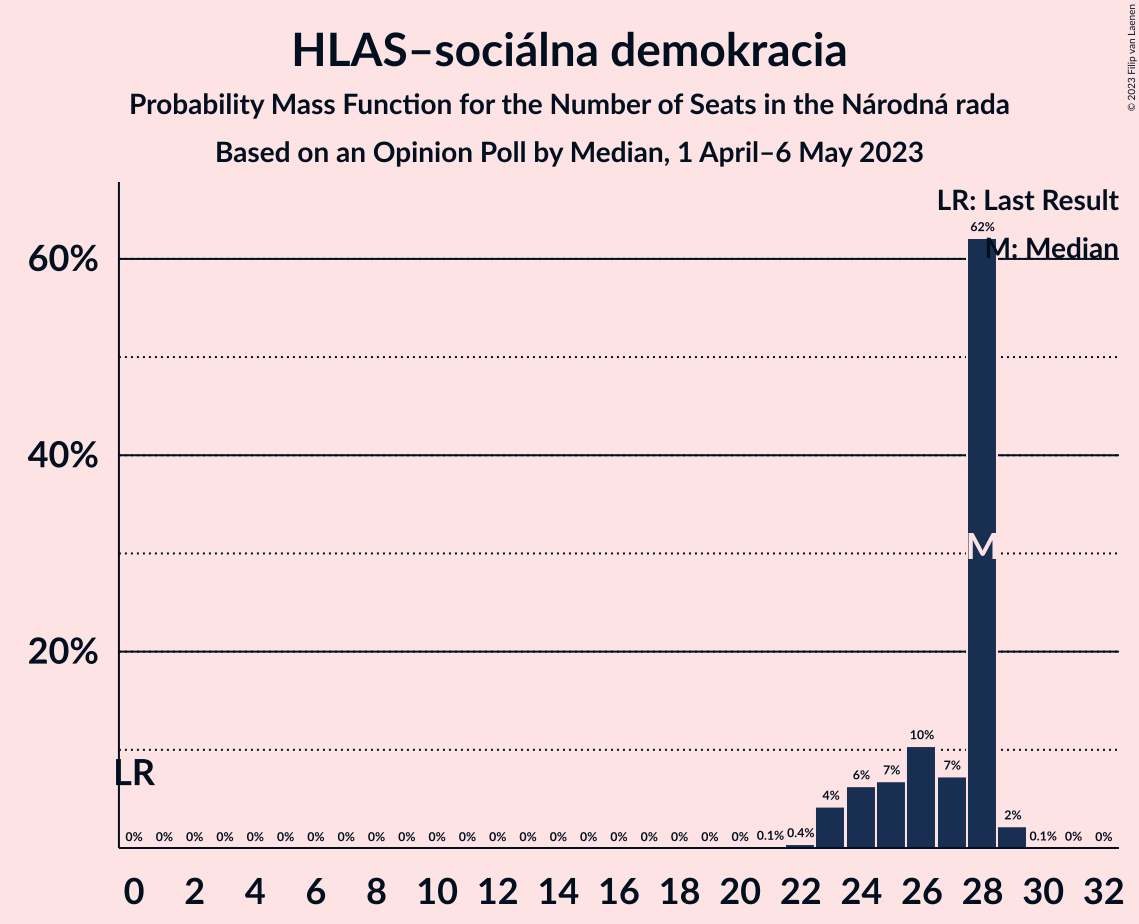 HLAS–sociálna demokracia
Probability Mass Function for the Number of Seats in the Národná rada
Based on an Opinion Poll by Median, 1 April–6 May 2023
© 2023 Filip van Laenen
LR: Last Result
M: Median
60%
40%
20%
62%
M
LR
0% 0% 0% 0% 0% 0% 0% 0% 0% 0% 0% 0% 0% 0% 0% 0% 0% 0% 0% 0% 0% 0.1% 0.4% 4% 6% 7% 10% 7% 2% 0.1% 0% 0%
0 2 4 6 8 10 12 14 16 18 20 22 24 26 28 30 32